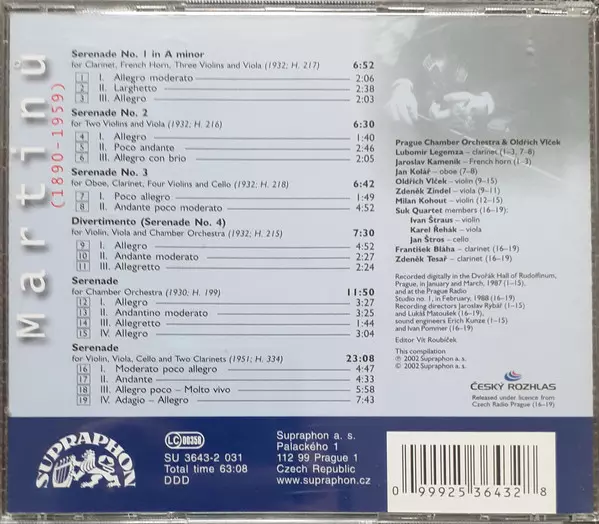 Martinů
(1890–1959)
Serenade No. 1 in A minor
for Clarinet, French Horn, Three Violins and Viola (1932; H. 217) 6:52
1 I. Allegro moderato 2:06
2 II. Larghetto 2:38
3 III. Allegro 2:03
Serenade No. 2
for Two Violins and Viola (1932; H. 216) 6:30
4 I. Allegro 1:40
5 II. Poco andante 2:46
6 III. Allegro con brio 2:05
Serenade No. 3
for Oboe, Clarinet, Four Violins and Cello (1932; H. 218) 6:42
7 I. Poco allegro 1:49
8 II. Andante poco moderato 4:52
Divertimento (Serenade No. 4)
for Violin, Viola and Chamber Orchestra (1932; H. 215) 7:30
9 I. Allegro 4:52
10 II. Andante moderato 2:27
11 III. Allegretto 2:24
Serenade
for Chamber Orchestra (1930; H. 199) 11:50
12 I. Allegro 3:27
13 II. Andantino moderato 3:25
14 III. Allegretto 1:44
15 IV. Allegro 3:04
Serenade
for Violin, Viola, Cello and Two Clarinets (1951; H. 334) 23:08
16 I. Moderato poco allegro 4:47
17 II. Andante 4:33
18 III. Allegro poco – Molto vivo 5:58
19 IV. Adagio – Allegro 7:43
Prague Chamber Orchestra & Oldřich Vlček
Lubomir Legemza – clarinet (1–3, 7–8)
Jaroslav Kameník – French horn (1–3)
Jan Kolář – oboe (7–8)
Oldřich Vlček – violin (9–15)
Zdeněk Zindel – viola (9–11)
Milan Kohout – violin (12–15)
Suk Quartet members (16–19):
Ivan Štraus – violin
Karel Řehák – viola
Jan Štros – cello
František Bláha – clarinet (16–19)
Zdeněk Tesař – clarinet (16–19)
Recorded digitally in the Dvořák Hall of Rudolfinum,
Prague, in January and March, 1987 (1–15),
and at the Prague Radio
Studio no. 1, in February, 1988 (16–19)
Recording directors Jaroslav Rybář (1–15)
and Lukáš Matoušek (16–19),
sound engineers Erich Kunze (1–15)
and Ivan Pommer (16–19)
Editor Vít Roubíček
This compilation
℗ 2002 Supraphon a. s.
© 2002 Supraphon a. s.
ČESKÝ ROZHLAS
Released under licence from
Czech Radio Prague (16–19)
SUPRAPHON
LC 00358
SU 3643-2 031
Total time 63:08
DDD
Supraphon a. s.
Palackého 1
112 99 Prague 1
Czech Republic
www.supraphon.cz
0 99925 36432 8